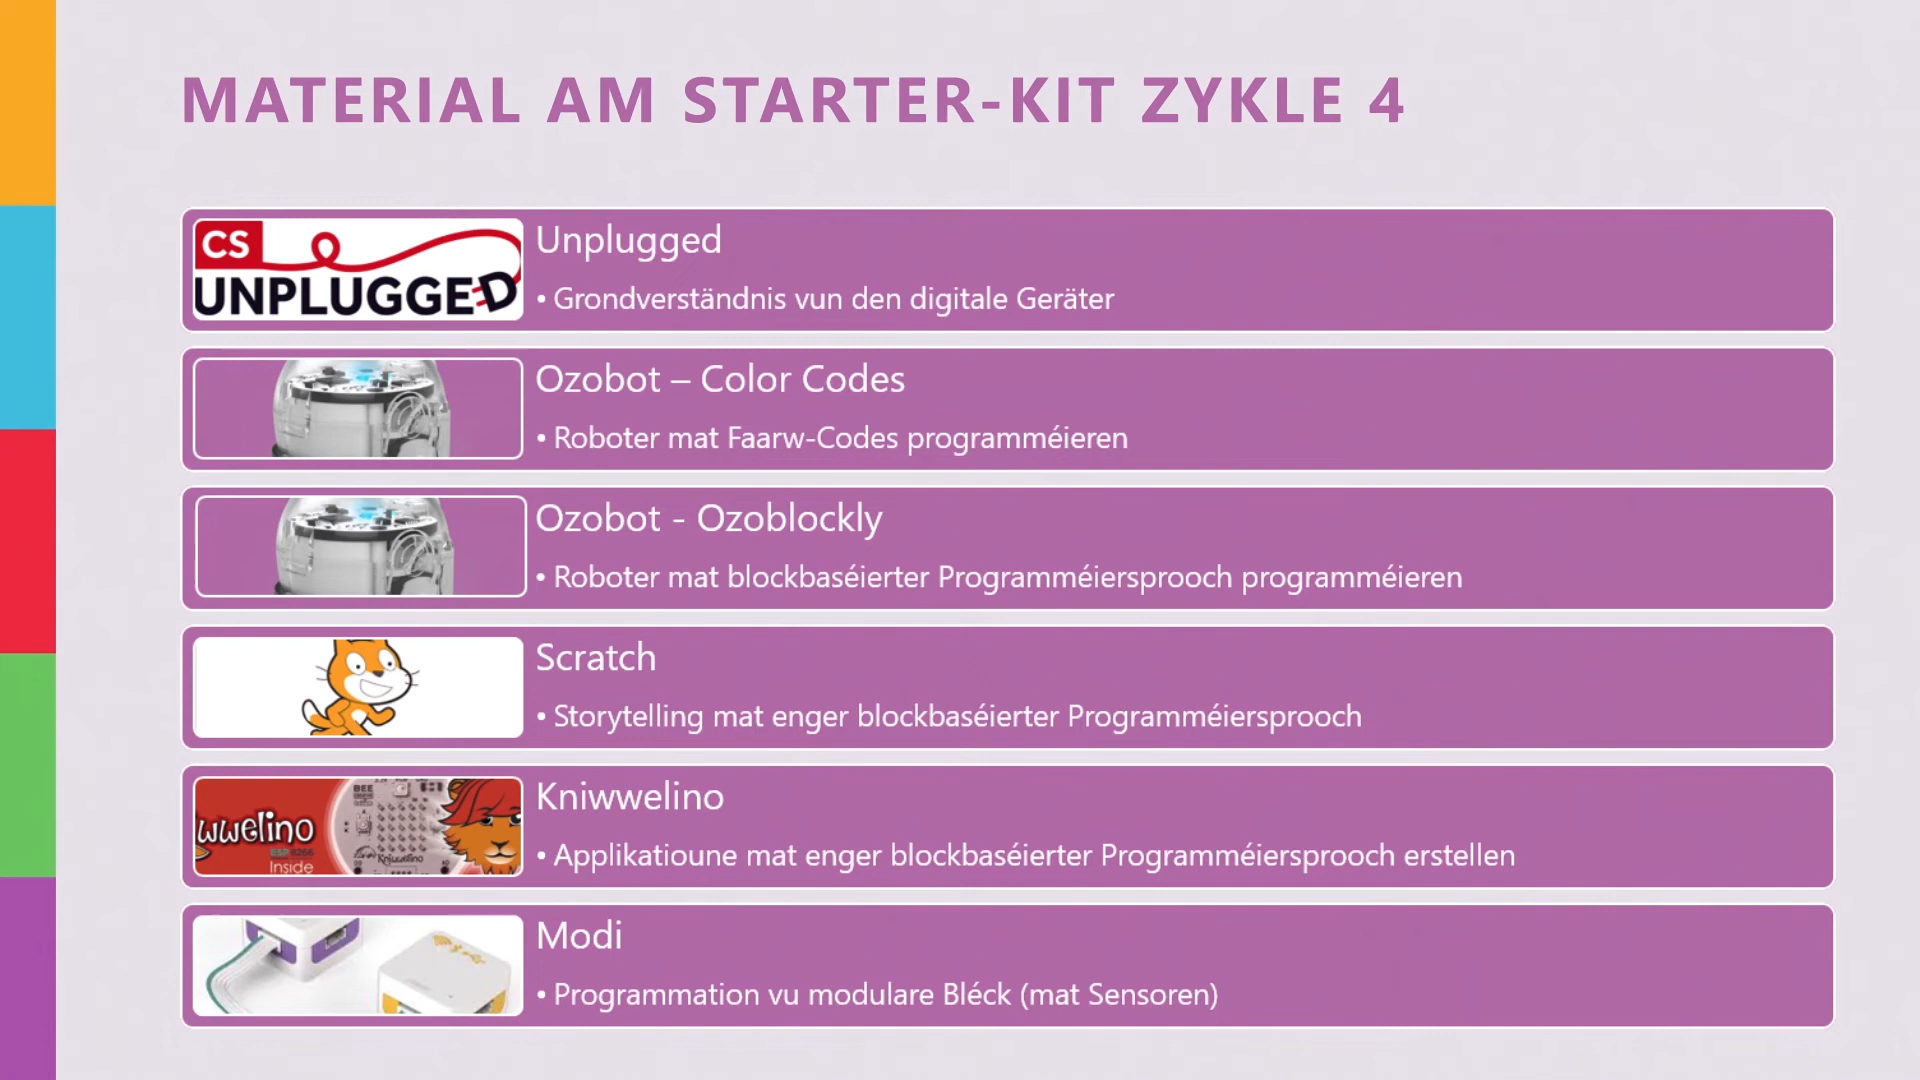 MATERIAL AM STARTER-KIT ZYKLE 4
CS
UNPLUGGED
Unplugged
• Grondverständnis vun den digitale Geräter
Ozobot – Color Codes
• Roboter mat Faarw-Codes programméieren
Ozobot - Ozoblockly
• Roboter mat blockbaséierter Programméiersprooch programméieren
Scratch
• Storytelling mat enger blockbaséierter Programméiersprooch
wwelino
Inside
BEE
Kniwwelino
Kniwwelino
• Applikatioune mat enger blockbaséierter Programméiersprooch erstellen
Modi
• Programmation vu modulare Bléck (mat Sensoren)